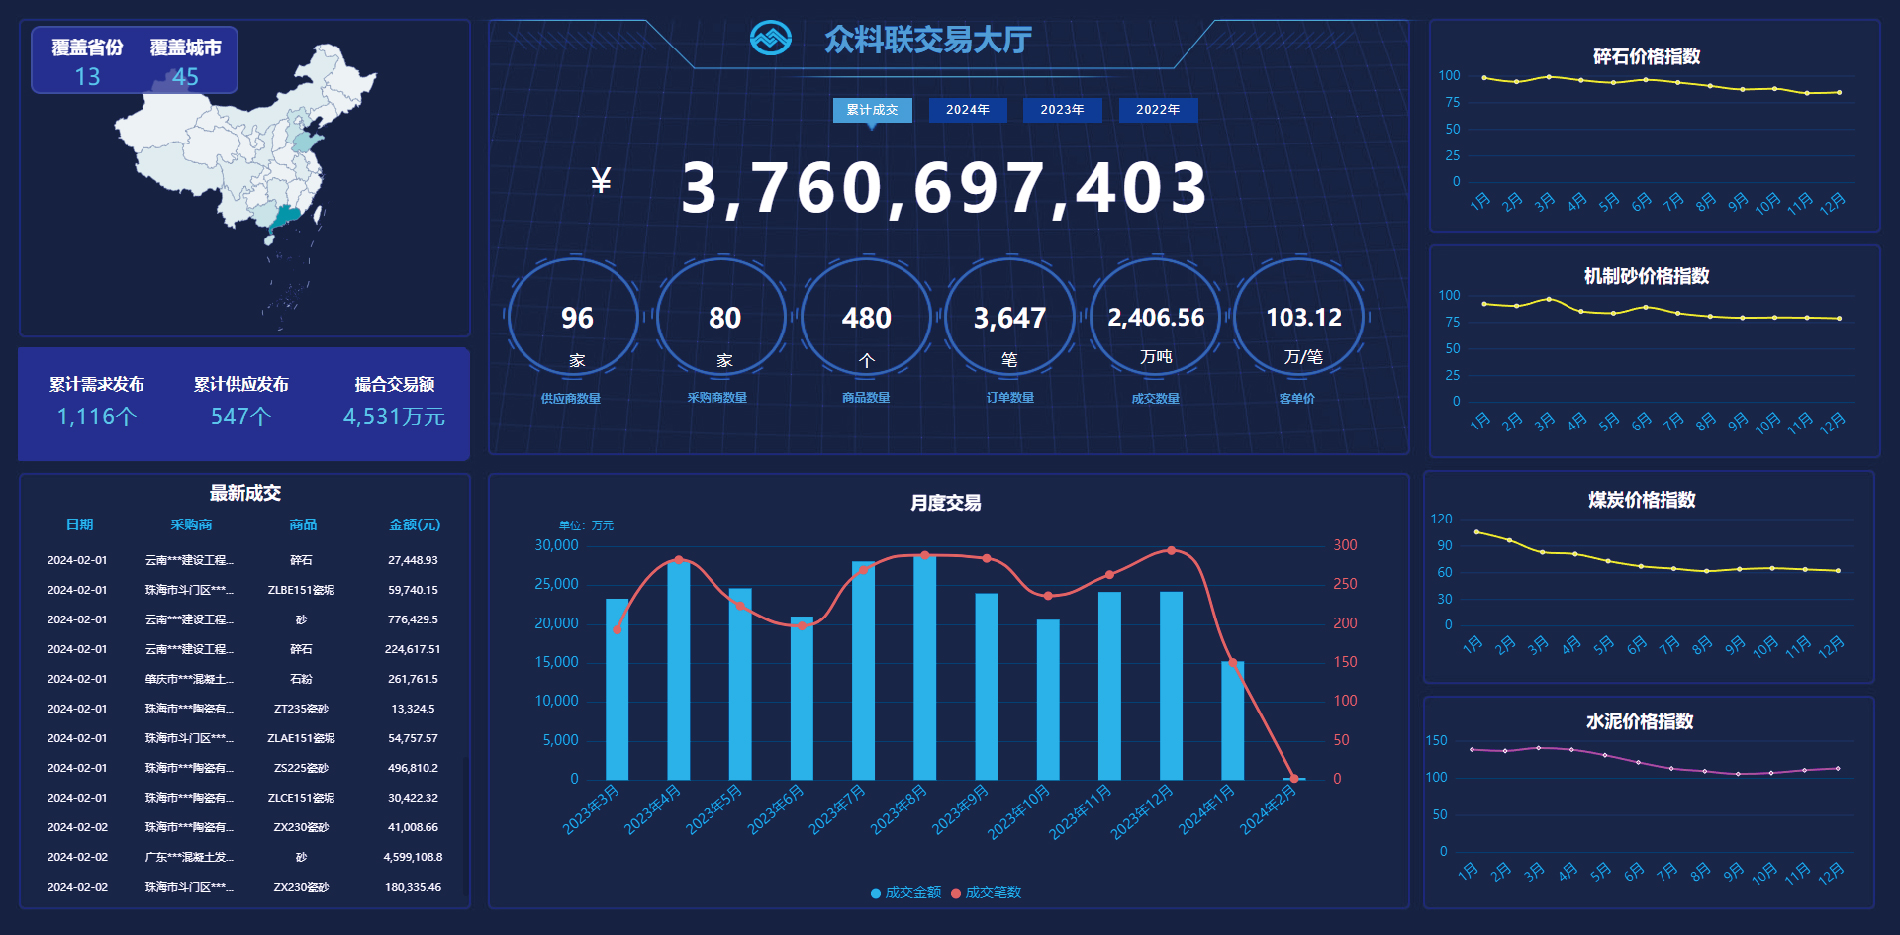 覆盖省份 覆盖城市
13 45
累计需求发布 累计供应发布 撮合交易额
1,116个 547个 4,531万元
最新成交
日期 采购商 商品 金额(元)
2024-02-01 云南***建设工程... 碎石 27,448.93
2024-02-01 珠海市斗门区***... ZLBE151瓷坭 59,740.15
2024-02-01 云南***建设工程... 砂 776,429.5
2024-02-01 云南***建设工程... 碎石 224,617.51
2024-02-01 肇庆市***混凝土... 石粉 261,761.5
2024-02-01 珠海市***陶瓷有... ZT235瓷砂 13,324.5
2024-02-01 珠海市斗门区***... ZLAE151瓷坭 54,757.57
2024-02-01 珠海市***陶瓷有... ZS225瓷砂 496,810.2
2024-02-01 珠海市***陶瓷有... ZLCE151瓷坭 30,422.32
2024-02-02 珠海市***陶瓷有... ZX230瓷砂 41,008.66
2024-02-02 广东***混凝土发... 砂 4,599,108.8
2024-02-02 珠海市斗门区***... ZX230瓷砂 180,335.46
众料联交易大厅
累计成交 2024年 2023年 2022年
¥ 3,760,697,403
96 80 480 3,647 2,406.56 103.12
家 家 个 笔 万吨 万/笔
供应商数量 采购商数量 商品数量 订单数量 成交数量 客单价
月度交易
单位：万元
30,000 300
25,000 250
20,000 200
15,000 150
10,000 100
5,000 50
0 0
2023年3月 2023年4月 2023年5月 2023年6月 2023年7月 2023年8月 2023年9月 2023年10月 2023年11月 2023年12月 2024年1月 2024年2月
成交金额 成交笔数
碎石价格指数
100
75
50
25
0
1月 2月 3月 4月 5月 6月 7月 8月 9月 10月 11月 12月
机制砂价格指数
100
75
50
25
0
1月 2月 3月 4月 5月 6月 7月 8月 9月 10月 11月 12月
煤炭价格指数
120
90
60
30
0
1月 2月 3月 4月 5月 6月 7月 8月 9月 10月 11月 12月
水泥价格指数
150
100
50
0
1月 2月 3月 4月 5月 6月 7月 8月 9月 10月 11月 12月